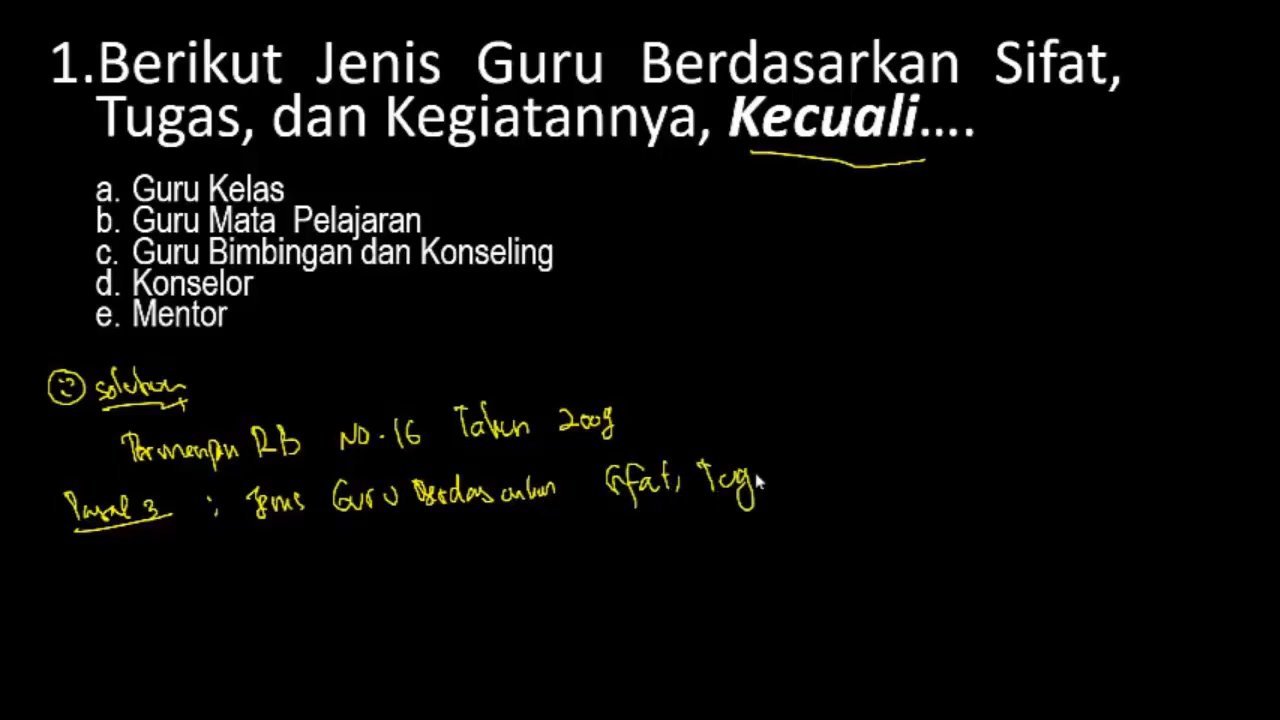 1.Berikut Jenis Guru Berdasarkan Sifat,
Tugas, dan Kegiatannya, Kecuali....
a. Guru Kelas
b. Guru Mata Pelajaran
c. Guru Bimbingan dan Konseling
d. Konselor
e. Mentor
solution
Permenpan RB NO.16 Tahun 2009
Pasal 3 : Jenis Guru Berdasarkan Sifat, Tug